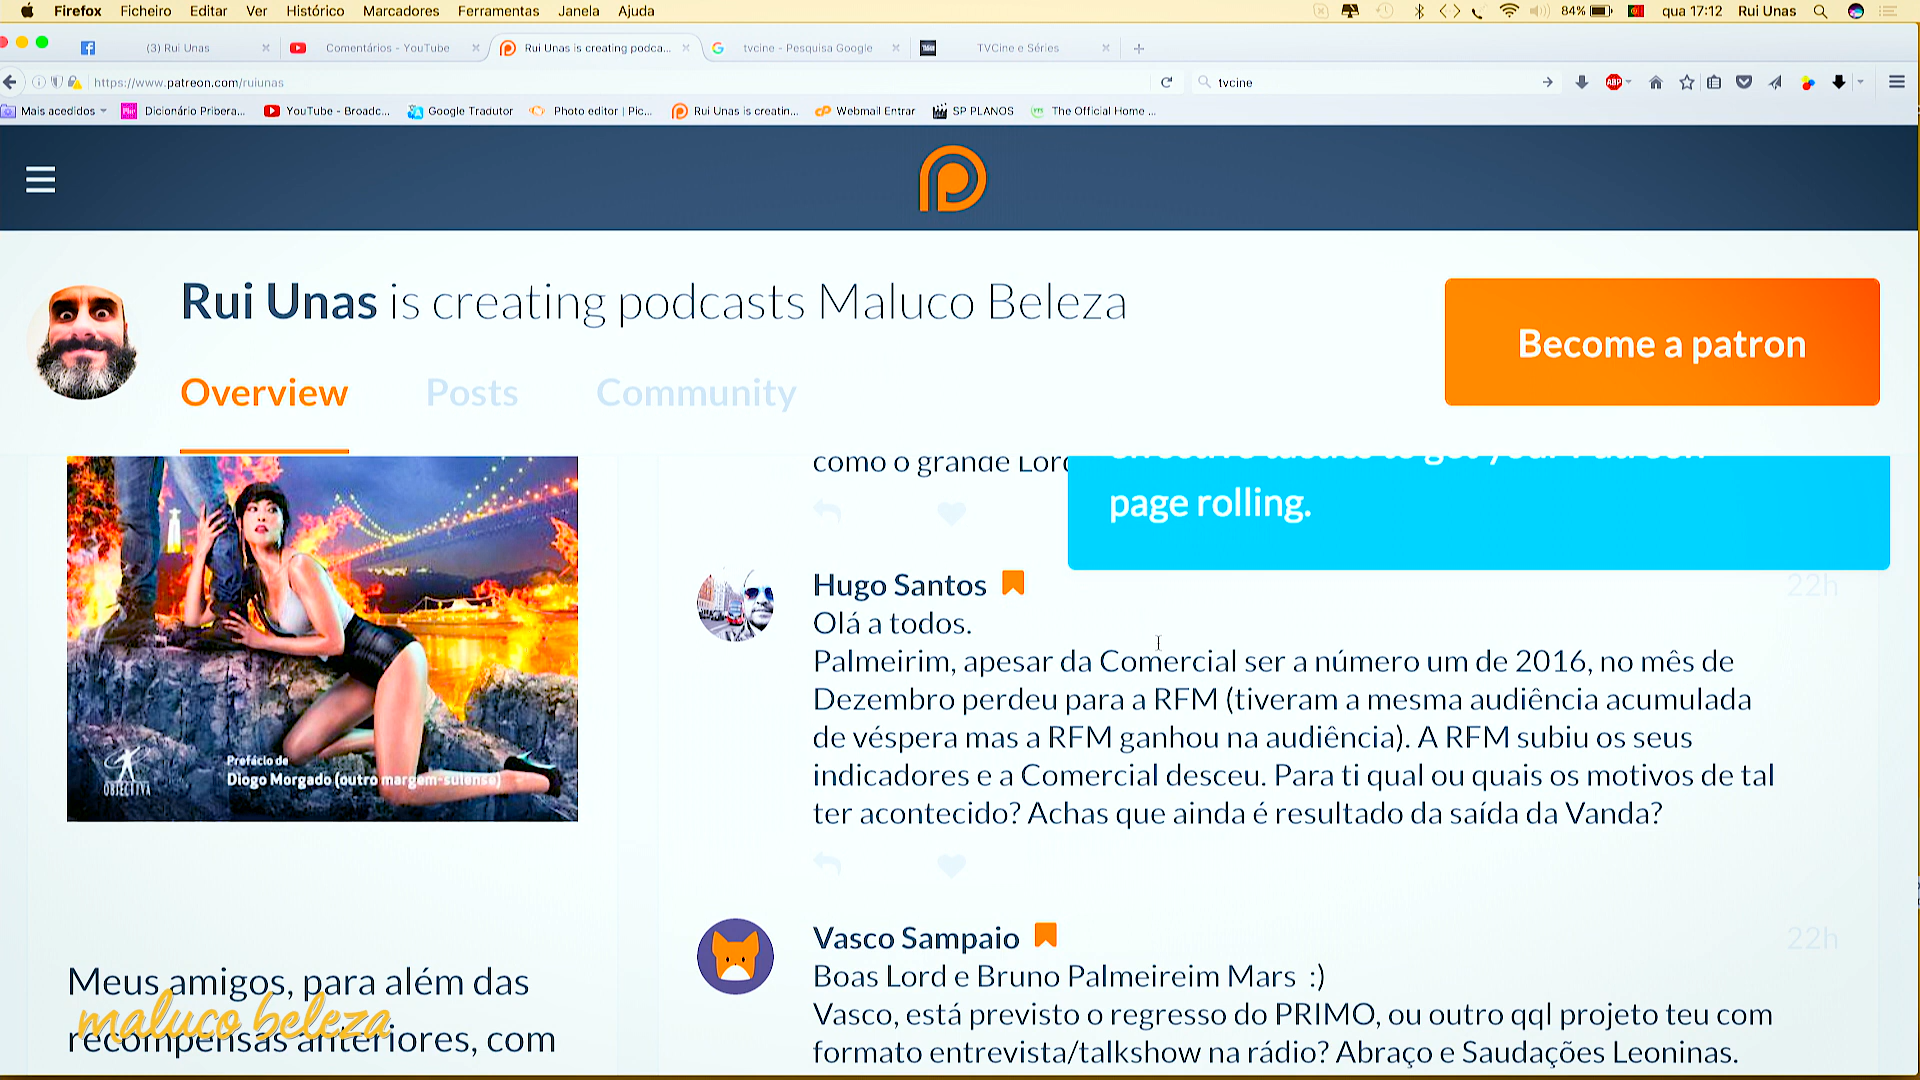 Firefox Ficheiro Editar Ver Histórico Marcadores Ferramentas Janela Ajuda 84% qua 17:12 Rui Unas
(3) Rui Unas Comentários - YouTube Rui Unas is creating podca... tvcine - Pesquisa Google TVCine e Séries
https://www.patreon.com/ruiunas tvcine ABP
Mais acedidos Dicionário Pribera... YouTube - Broadc... Google Tradutor Photo editor | Pic... Rui Unas is creatin... Webmail Entrar SP PLANOS The Official Home ...
Rui Unas is creating podcasts Maluco Beleza
Become a patron
Overview Posts Community
como o grande Lord
page rolling.
Hugo Santos 22h
Olá a todos.
Palmeirim, apesar da Comercial ser a número um de 2016, no mês de
Dezembro perdeu para a RFM (tiveram a mesma audiência acumulada
de véspera mas a RFM ganhou na audiência). A RFM subiu os seus
indicadores e a Comercial desceu. Para ti qual ou quais os motivos de tal
ter acontecido? Achas que ainda é resultado da saída da Vanda?
Prefácio de
Diogo Morgado (outro margem-sulense)
OBJECTIVA
Vasco Sampaio 22h
Boas Lord e Bruno Palmeireim Mars :)
Vasco, está previsto o regresso do PRIMO, ou outro qql projeto teu com
formato entrevista/talkshow na rádio? Abraço e Saudações Leoninas.
Meus amigos, para além das
recompensas anteriores, com
maluco beleza